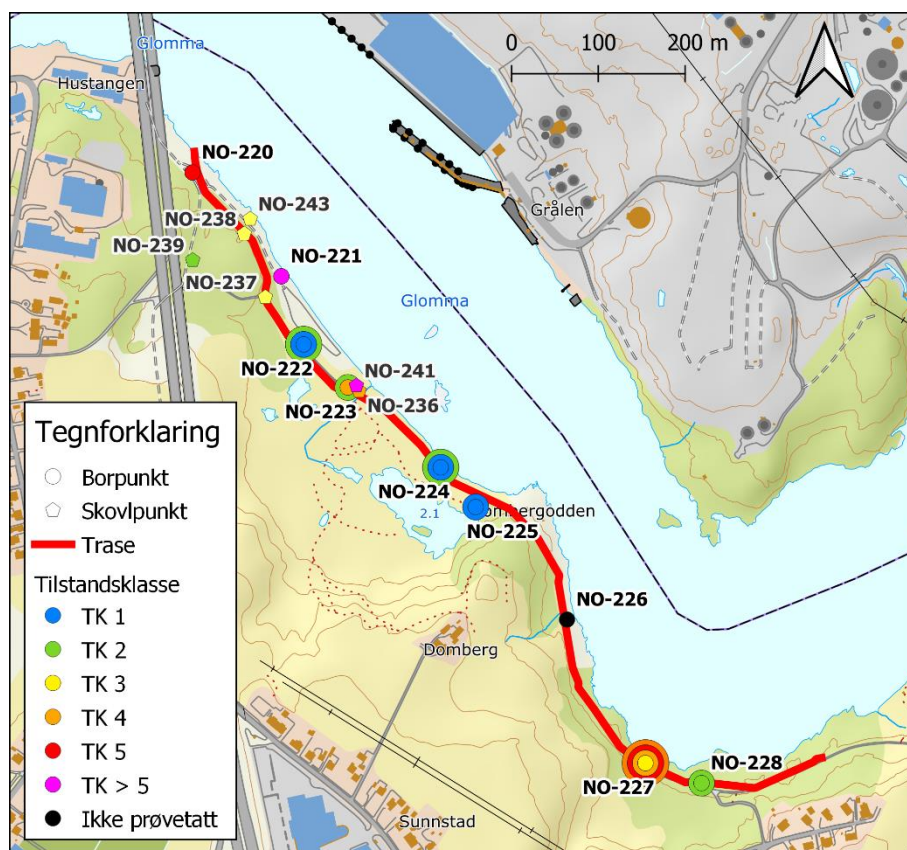 Glomma
Hustangen
0 100 200 m
NO-220
NO-238
NO-243
NO-239
NO-221
NO-237
Grålen
Glomma
NO-222
NO-241
NO-223
NO-236
NO-224
2.1
ombergodden
NO-225
NO-226
Domberg
NO-227
NO-228
Sunnstad
Tegnforklaring
Borpunkt
Skovlpunkt
Trase
Tilstandsklasse
TK 1
TK 2
TK 3
TK 4
TK 5
TK > 5
Ikke prøvetatt